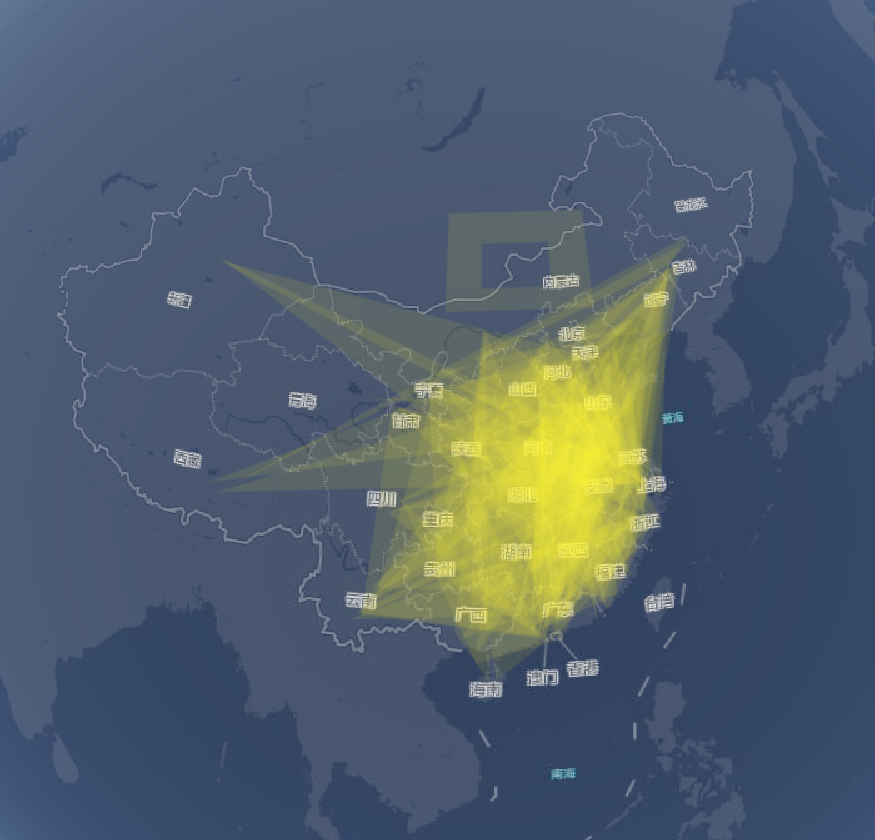 黑龙江
吉林
内蒙古
新疆
辽宁
北京
天津
河北
宁夏
山西
青海
山东
甘肃
黄海
陕西
河南
江苏
西藏
上海
安徽
四川
湖北
重庆
浙江
湖南
江西
贵州
福建
云南
台湾
广东
广西
香港
澳门
海南
南海